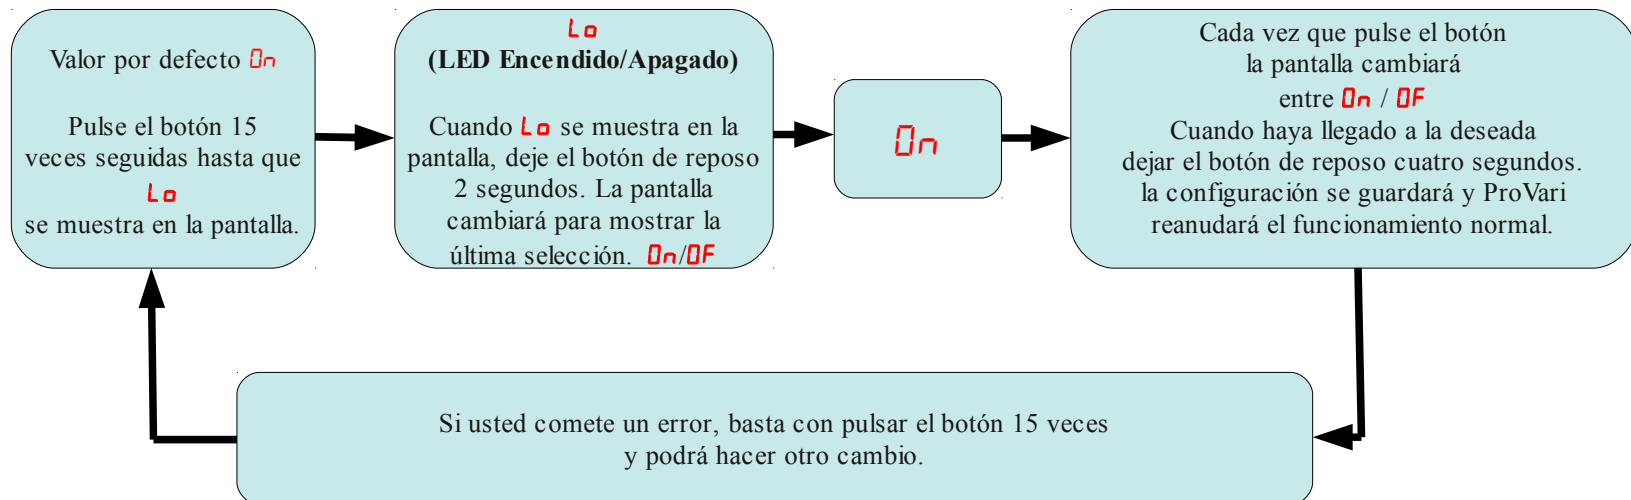 Valor por defecto On
Pulse el botón 15
veces seguidas hasta que
Lo
se muestra en la pantalla.
Lo
(LED Encendido/Apagado)
Cuando Lo se muestra en la
pantalla, deje el botón de reposo
2 segundos. La pantalla
cambiará para mostrar la
última selección. On/OF
On
Cada vez que pulse el botón
la pantalla cambiará
entre On / OF
Cuando haya llegado a la deseada
dejar el botón de reposo cuatro segundos.
la configuración se guardará y ProVari
reanudará el funcionamiento normal.
Si usted comete un error, basta con pulsar el botón 15 veces
y podrá hacer otro cambio.